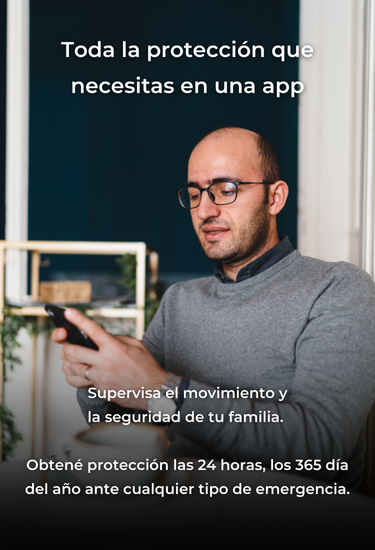 Toda la protección que
necesitas en una app
Supervisa el movimiento y
la seguridad de tu familia.
Obtené protección las 24 horas, los 365 día
del año ante cualquier tipo de emergencia.